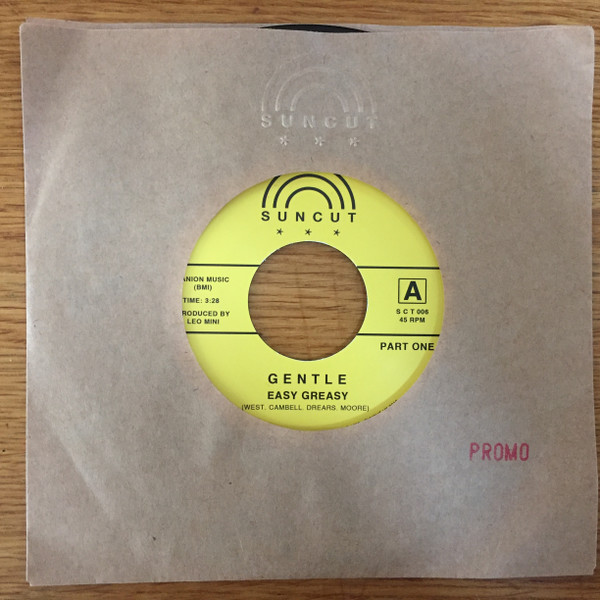 SUNCUT
* * *
SUNCUT
* * *
ANION MUSIC
(BMI)
TIME: 3:28
RODUCED BY
LEO MINI
A
S C T 006
45 RPM
PART ONE
GENTLE
EASY GREASY
(WEST. CAMBELL. DREARS. MOORE)
PROMO